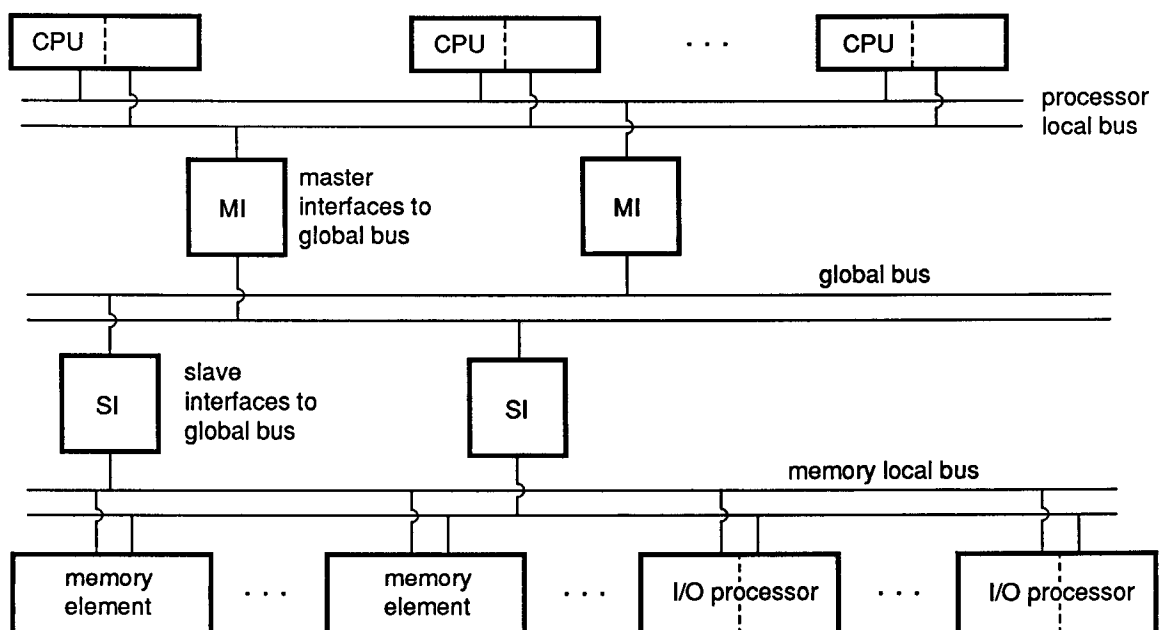 CPU
CPU
. . .
CPU
processor
local bus
MI
master
interfaces to
global bus
MI
global bus
SI
slave
interfaces to
global bus
SI
memory local bus
memory
element
. . .
memory
element
. . .
I/O processor
. . .
I/O processor